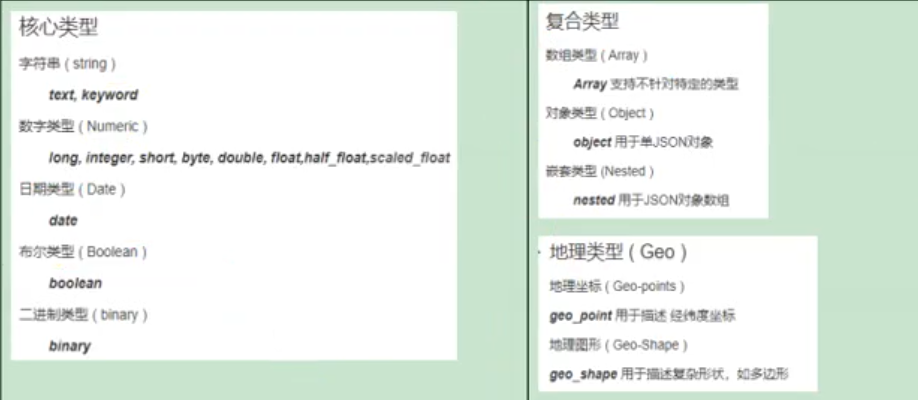 核心类型
字符串 ( string )
text, keyword
数字类型 ( Numeric )
long, integer, short, byte, double, float,half_float,scaled_float
日期类型 ( Date )
date
布尔类型 ( Boolean )
boolean
二进制类型 ( binary )
binary
复合类型
数组类型 ( Array )
Array 支持不针对特定的类型
对象类型 ( Object )
object 用于单JSON对象
嵌套类型 (Nested )
nested 用于JSON对象数组
地理类型 ( Geo )
地理坐标 ( Geo-points )
geo_point 用于描述 经纬度坐标
地理图形 ( Geo-Shape )
geo_shape 用于描述复杂形状，如多边形